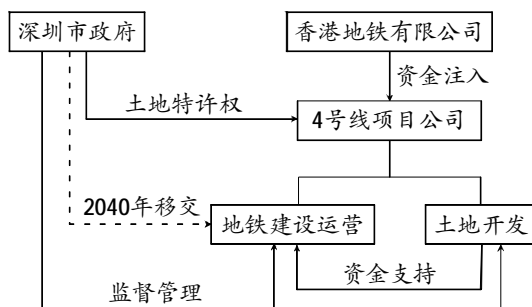 深圳市政府
香港地铁有限公司
资金注入
土地特许权
4号线项目公司
2040年移交
地铁建设运营
土地开发
资金支持
监督管理